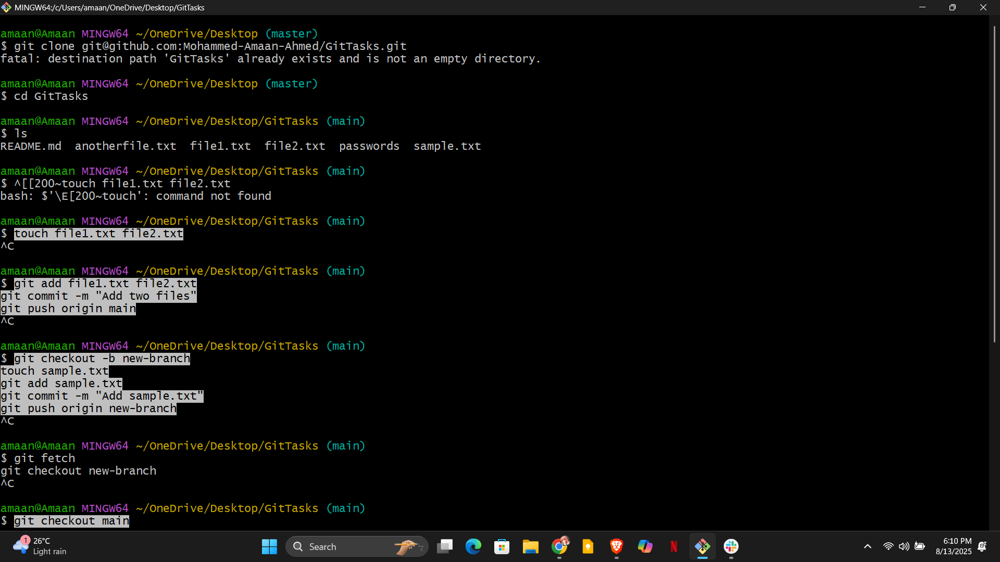 MINGW64:/c/Users/amaan/OneDrive/Desktop/GitTasks
amaan@Amaan MINGW64 ~/OneDrive/Desktop (master)
$ git clone git@github.com:Mohammed-Amaan-Ahmed/GitTasks.git
fatal: destination path 'GitTasks' already exists and is not an empty directory.
amaan@Amaan MINGW64 ~/OneDrive/Desktop (master)
$ cd GitTasks
amaan@Amaan MINGW64 ~/OneDrive/Desktop/GitTasks (main)
$ ls
README.md  anotherfile.txt  file1.txt  file2.txt  passwords  sample.txt
amaan@Amaan MINGW64 ~/OneDrive/Desktop/GitTasks (main)
$ ^[[200~touch file1.txt file2.txt
bash: $'\E[200~touch': command not found
amaan@Amaan MINGW64 ~/OneDrive/Desktop/GitTasks (main)
$ touch file1.txt file2.txt
^C
amaan@Amaan MINGW64 ~/OneDrive/Desktop/GitTasks (main)
$ git add file1.txt file2.txt
git commit -m "Add two files"
git push origin main
^C
amaan@Amaan MINGW64 ~/OneDrive/Desktop/GitTasks (main)
$ git checkout -b new-branch
touch sample.txt
git add sample.txt
git commit -m "Add sample.txt"
git push origin new-branch
^C
amaan@Amaan MINGW64 ~/OneDrive/Desktop/GitTasks (main)
$ git fetch
git checkout new-branch
^C
amaan@Amaan MINGW64 ~/OneDrive/Desktop/GitTasks (main)
$ git checkout main
1
26°C
Light rain
Search
6:10 PM
8/13/2025